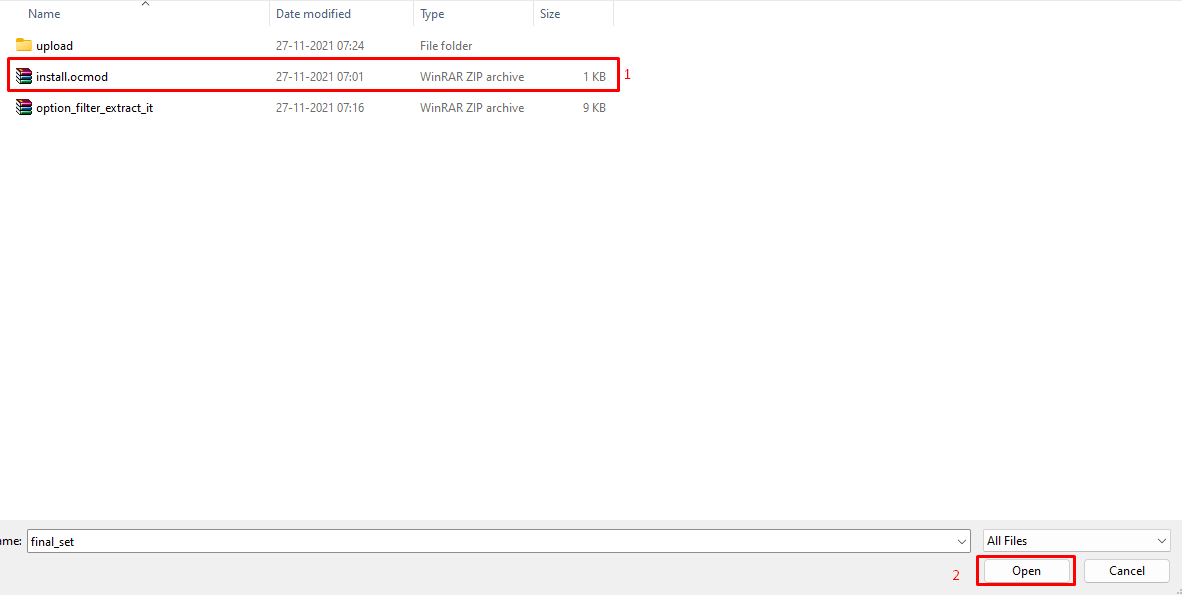 Name Date modified Type Size
upload 27-11-2021 07:24 File folder
install.ocmod 27-11-2021 07:01 WinRAR ZIP archive 1 KB 1
option_filter_extract_it 27-11-2021 07:16 WinRAR ZIP archive 9 KB
ame: final_set All Files
2 Open Cancel